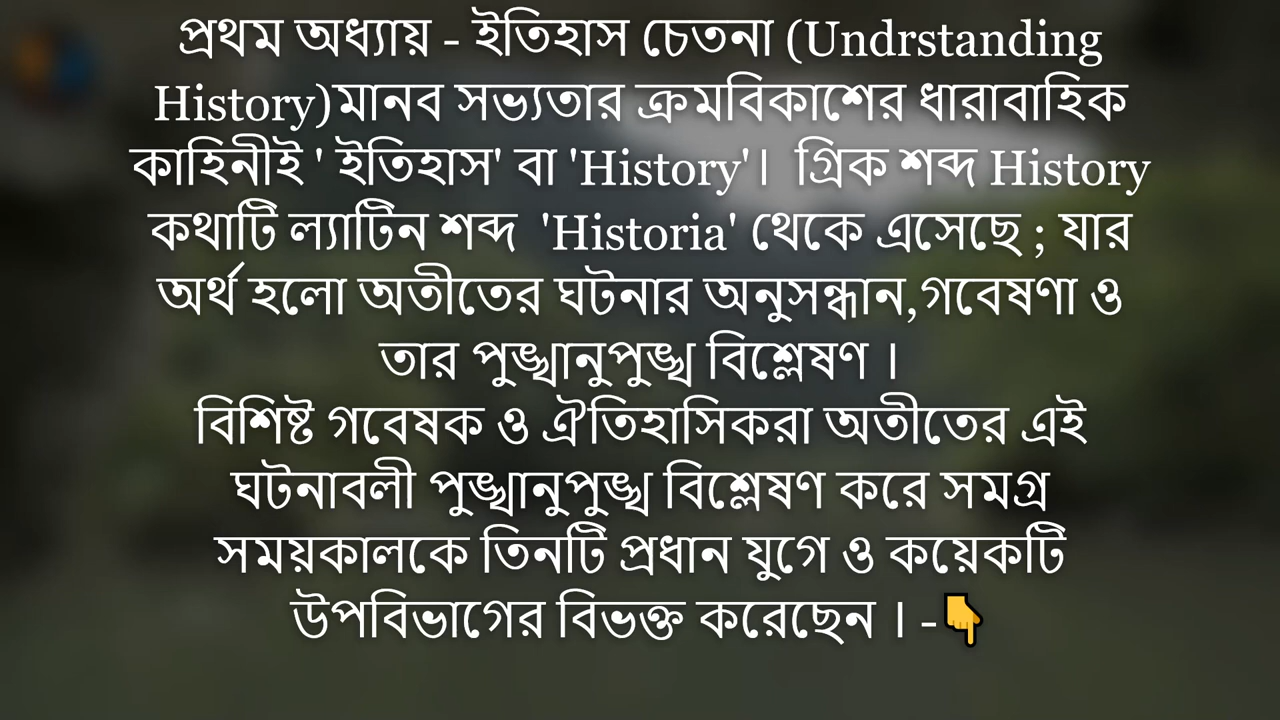 প্রথম অধ্যায় - ইতিহাস চেতনা (Undrstanding
History)মানব সভ্যতার ক্রমবিকাশের ধারাবাহিক
কাহিনীই ' ইতিহাস' বা 'History'। গ্রিক শব্দ History
কথাটি ল্যাটিন শব্দ 'Historia' থেকে এসেছে ; যার
অর্থ হলো অতীতের ঘটনার অনুসন্ধান,গবেষণা ও
তার পুঙ্খানুপুঙ্খ বিশ্লেষণ ।
বিশিষ্ট গবেষক ও ঐতিহাসিকরা অতীতের এই
ঘটনাবলী পুঙ্খানুপুঙ্খ বিশ্লেষণ করে সমগ্র
সময়কালকে তিনটি প্রধান যুগে ও কয়েকটি
উপবিভাগের বিভক্ত করেছেন । -👇